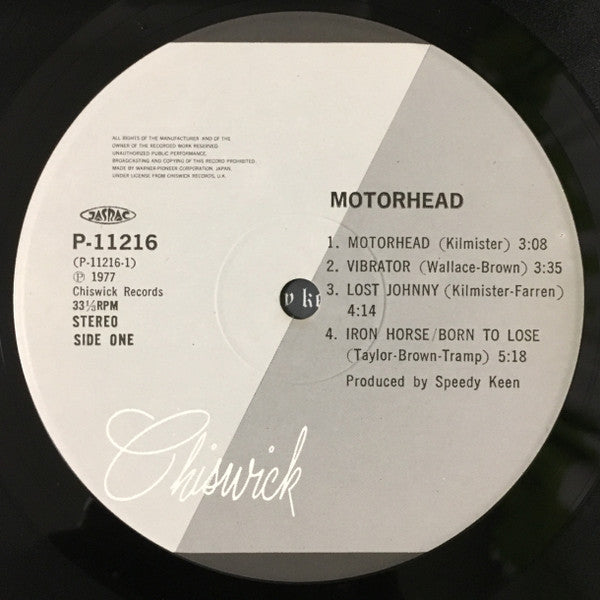 ALL RIGHTS OF THE MANUFACTURER AND OF THE
OWNER OF THE RECORDED WORK RESERVED.
UNAUTHORIZED PUBLIC PERFORMANCE.
BROADCASTING AND COPYING OF THIS RECORD PROHIBITED.
MADE BY WARNER-PIONEER CORPORATION, JAPAN,
UNDER LICENSE FROM CHISWICK RECORDS, U.K.
JASRAC
P-11216
(P-11216-1)
Ⓟ 1977
Chiswick Records
33⅓RPM
STEREO
SIDE ONE
MOTORHEAD
1. MOTORHEAD (Kilmister) 3:08
2. VIBRATOR (Wallace-Brown) 3:35
3. LOST JOHNNY (Kilmister-Farren)
4:14
4. IRON HORSE/BORN TO LOSE
(Taylor-Brown-Tramp) 5:18
Produced by Speedy Keen
Chiswick